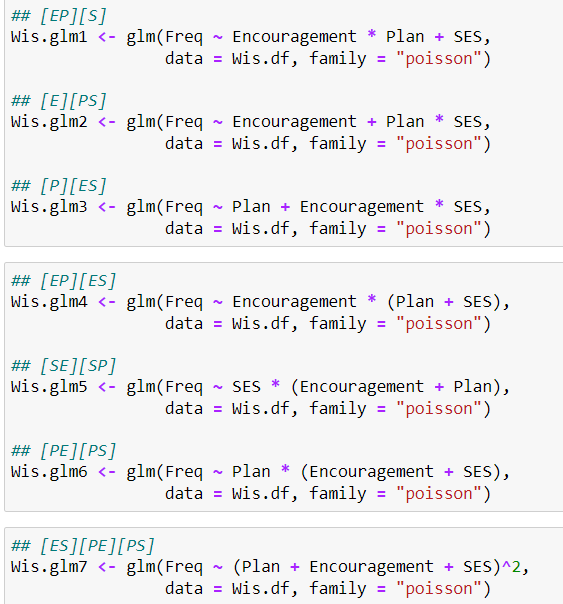 ## [EP][S]
Wis.glm1 <- glm(Freq ~ Encouragement * Plan + SES,
                data = Wis.df, family = "poisson")
## [E][PS]
Wis.glm2 <- glm(Freq ~ Encouragement + Plan * SES,
                data = Wis.df, family = "poisson")
## [P][ES]
Wis.glm3 <- glm(Freq ~ Plan + Encouragement * SES,
                data = Wis.df, family = "poisson")
## [EP][ES]
Wis.glm4 <- glm(Freq ~ Encouragement * (Plan + SES),
                data = Wis.df, family = "poisson")
## [SE][SP]
Wis.glm5 <- glm(Freq ~ SES * (Encouragement + Plan),
                data = Wis.df, family = "poisson")
## [PE][PS]
Wis.glm6 <- glm(Freq ~ Plan * (Encouragement + SES),
                data = Wis.df, family = "poisson")
## [ES][PE][PS]
Wis.glm7 <- glm(Freq ~ (Plan + Encouragement + SES)^2,
                data = Wis.df, family = "poisson")